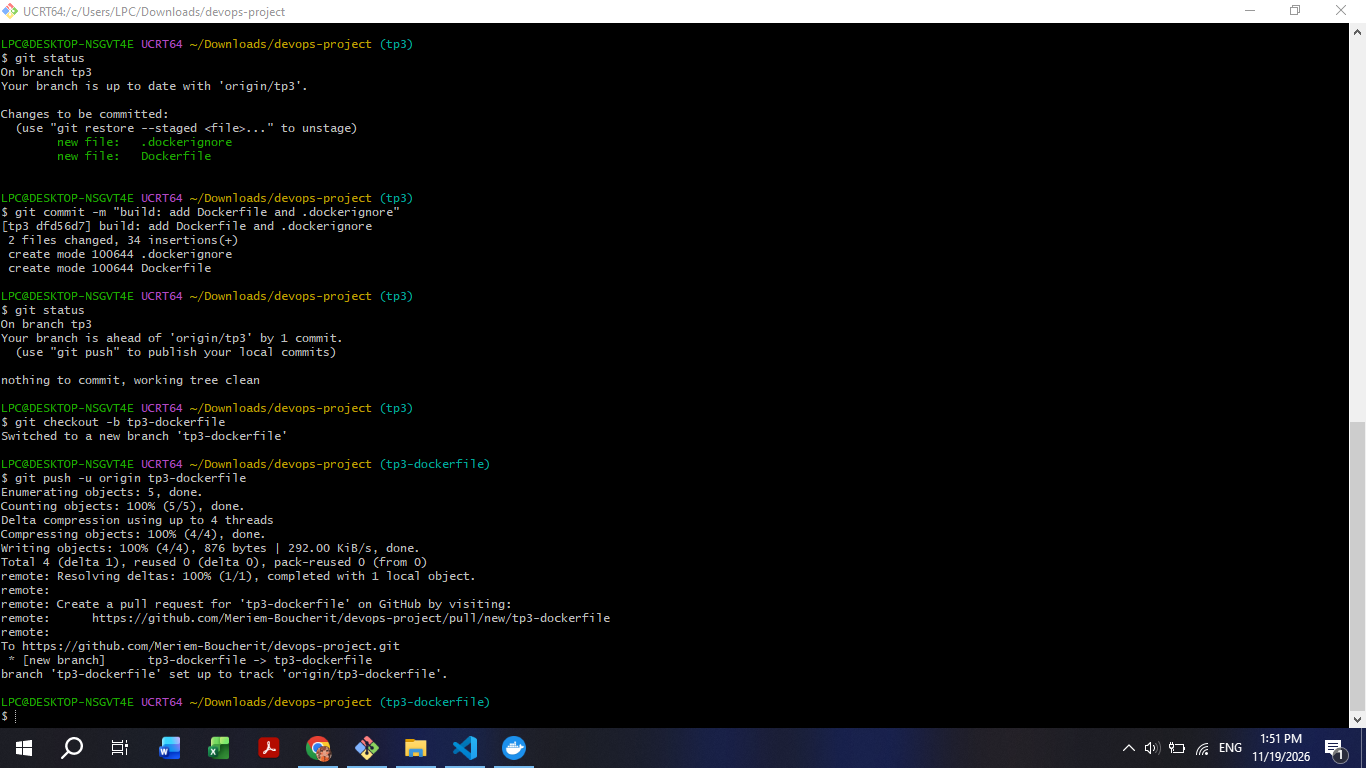 UCRT64:/c/Users/LPC/Downloads/devops-project
LPC@DESKTOP-NSGVT4E UCRT64 ~/Downloads/devops-project (tp3)
$ git status
On branch tp3
Your branch is up to date with 'origin/tp3'.
Changes to be committed:
  (use "git restore --staged <file>..." to unstage)
        new file:   .dockerignore
        new file:   Dockerfile
LPC@DESKTOP-NSGVT4E UCRT64 ~/Downloads/devops-project (tp3)
$ git commit -m "build: add Dockerfile and .dockerignore"
[tp3 dfd56d7] build: add Dockerfile and .dockerignore
 2 files changed, 34 insertions(+)
 create mode 100644 .dockerignore
 create mode 100644 Dockerfile
LPC@DESKTOP-NSGVT4E UCRT64 ~/Downloads/devops-project (tp3)
$ git status
On branch tp3
Your branch is ahead of 'origin/tp3' by 1 commit.
  (use "git push" to publish your local commits)
nothing to commit, working tree clean
LPC@DESKTOP-NSGVT4E UCRT64 ~/Downloads/devops-project (tp3)
$ git checkout -b tp3-dockerfile
Switched to a new branch 'tp3-dockerfile'
LPC@DESKTOP-NSGVT4E UCRT64 ~/Downloads/devops-project (tp3-dockerfile)
$ git push -u origin tp3-dockerfile
Enumerating objects: 5, done.
Counting objects: 100% (5/5), done.
Delta compression using up to 4 threads
Compressing objects: 100% (4/4), done.
Writing objects: 100% (4/4), 876 bytes | 292.00 KiB/s, done.
Total 4 (delta 1), reused 0 (delta 0), pack-reused 0 (from 0)
remote: Resolving deltas: 100% (1/1), completed with 1 local object.
remote:
remote: Create a pull request for 'tp3-dockerfile' on GitHub by visiting:
remote:      https://github.com/Meriem-Boucherit/devops-project/pull/new/tp3-dockerfile
remote:
To https://github.com/Meriem-Boucherit/devops-project.git
 * [new branch]      tp3-dockerfile -> tp3-dockerfile
branch 'tp3-dockerfile' set up to track 'origin/tp3-dockerfile'.
LPC@DESKTOP-NSGVT4E UCRT64 ~/Downloads/devops-project (tp3-dockerfile)
$
ENG
1:51 PM
11/19/2026
1